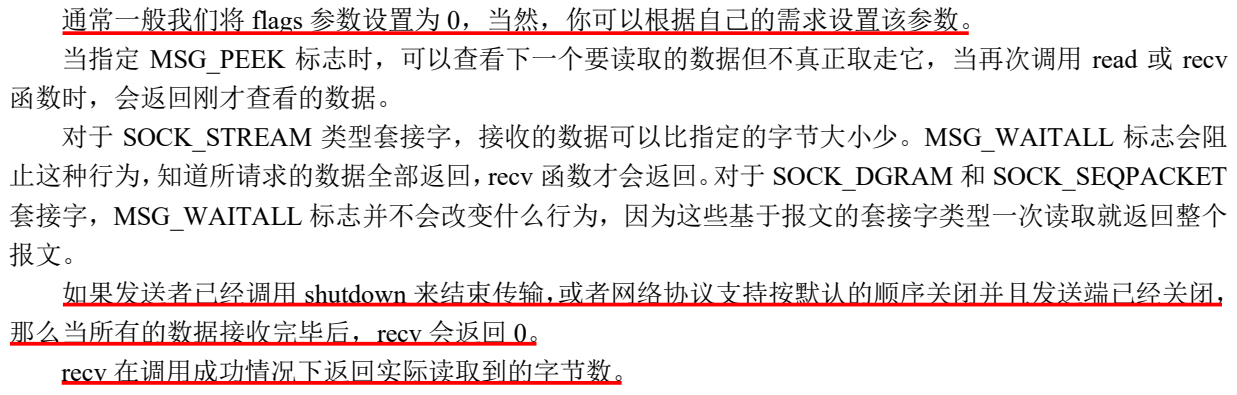 通常一般我们将 flags 参数设置为 0，当然，你可以根据自己的需求设置该参数。
当指定 MSG_PEEK 标志时，可以查看下一个要读取的数据但不真正取走它，当再次调用 read 或 recv
函数时，会返回刚才查看的数据。
对于 SOCK_STREAM 类型套接字，接收的数据可以比指定的字节大小少。MSG_WAITALL 标志会阻
止这种行为，知道所请求的数据全部返回，recv 函数才会返回。对于 SOCK_DGRAM 和 SOCK_SEQPACKET
套接字，MSG_WAITALL 标志并不会改变什么行为，因为这些基于报文的套接字类型一次读取就返回整个
报文。
如果发送者已经调用 shutdown 来结束传输，或者网络协议支持按默认的顺序关闭并且发送端已经关闭，
那么当所有的数据接收完毕后，recv 会返回 0。
recv 在调用成功情况下返回实际读取到的字节数。